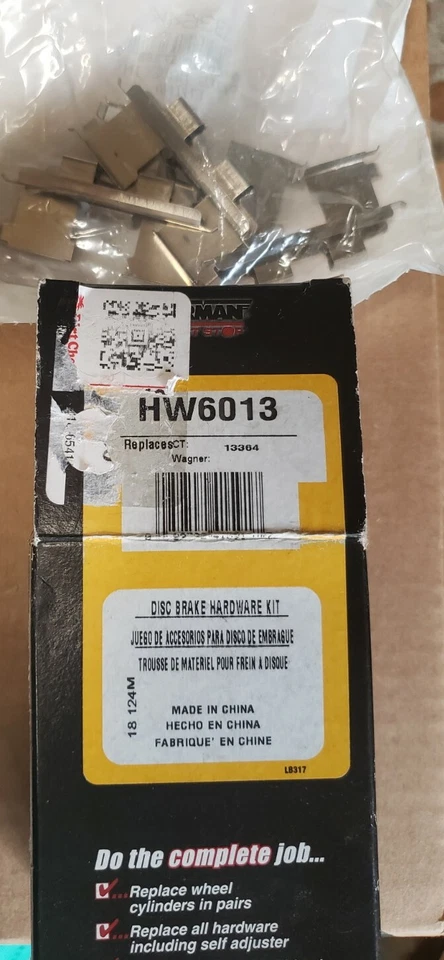 HW6013
Replaces CT: 13364
Wagner:
DISC BRAKE HARDWARE KIT
JUEGO DE ACCESORIOS PARA DISCO DE EMBRAGUE
TROUSSE DE MATERIEL POUR FREIN A DISQUE
18 124M
MADE IN CHINA
HECHO EN CHINA
FABRIQUE' EN CHINE
LB317
Do the complete job...
...Replace wheel
cylinders in pairs
...Replace all hardware
including self adjuster